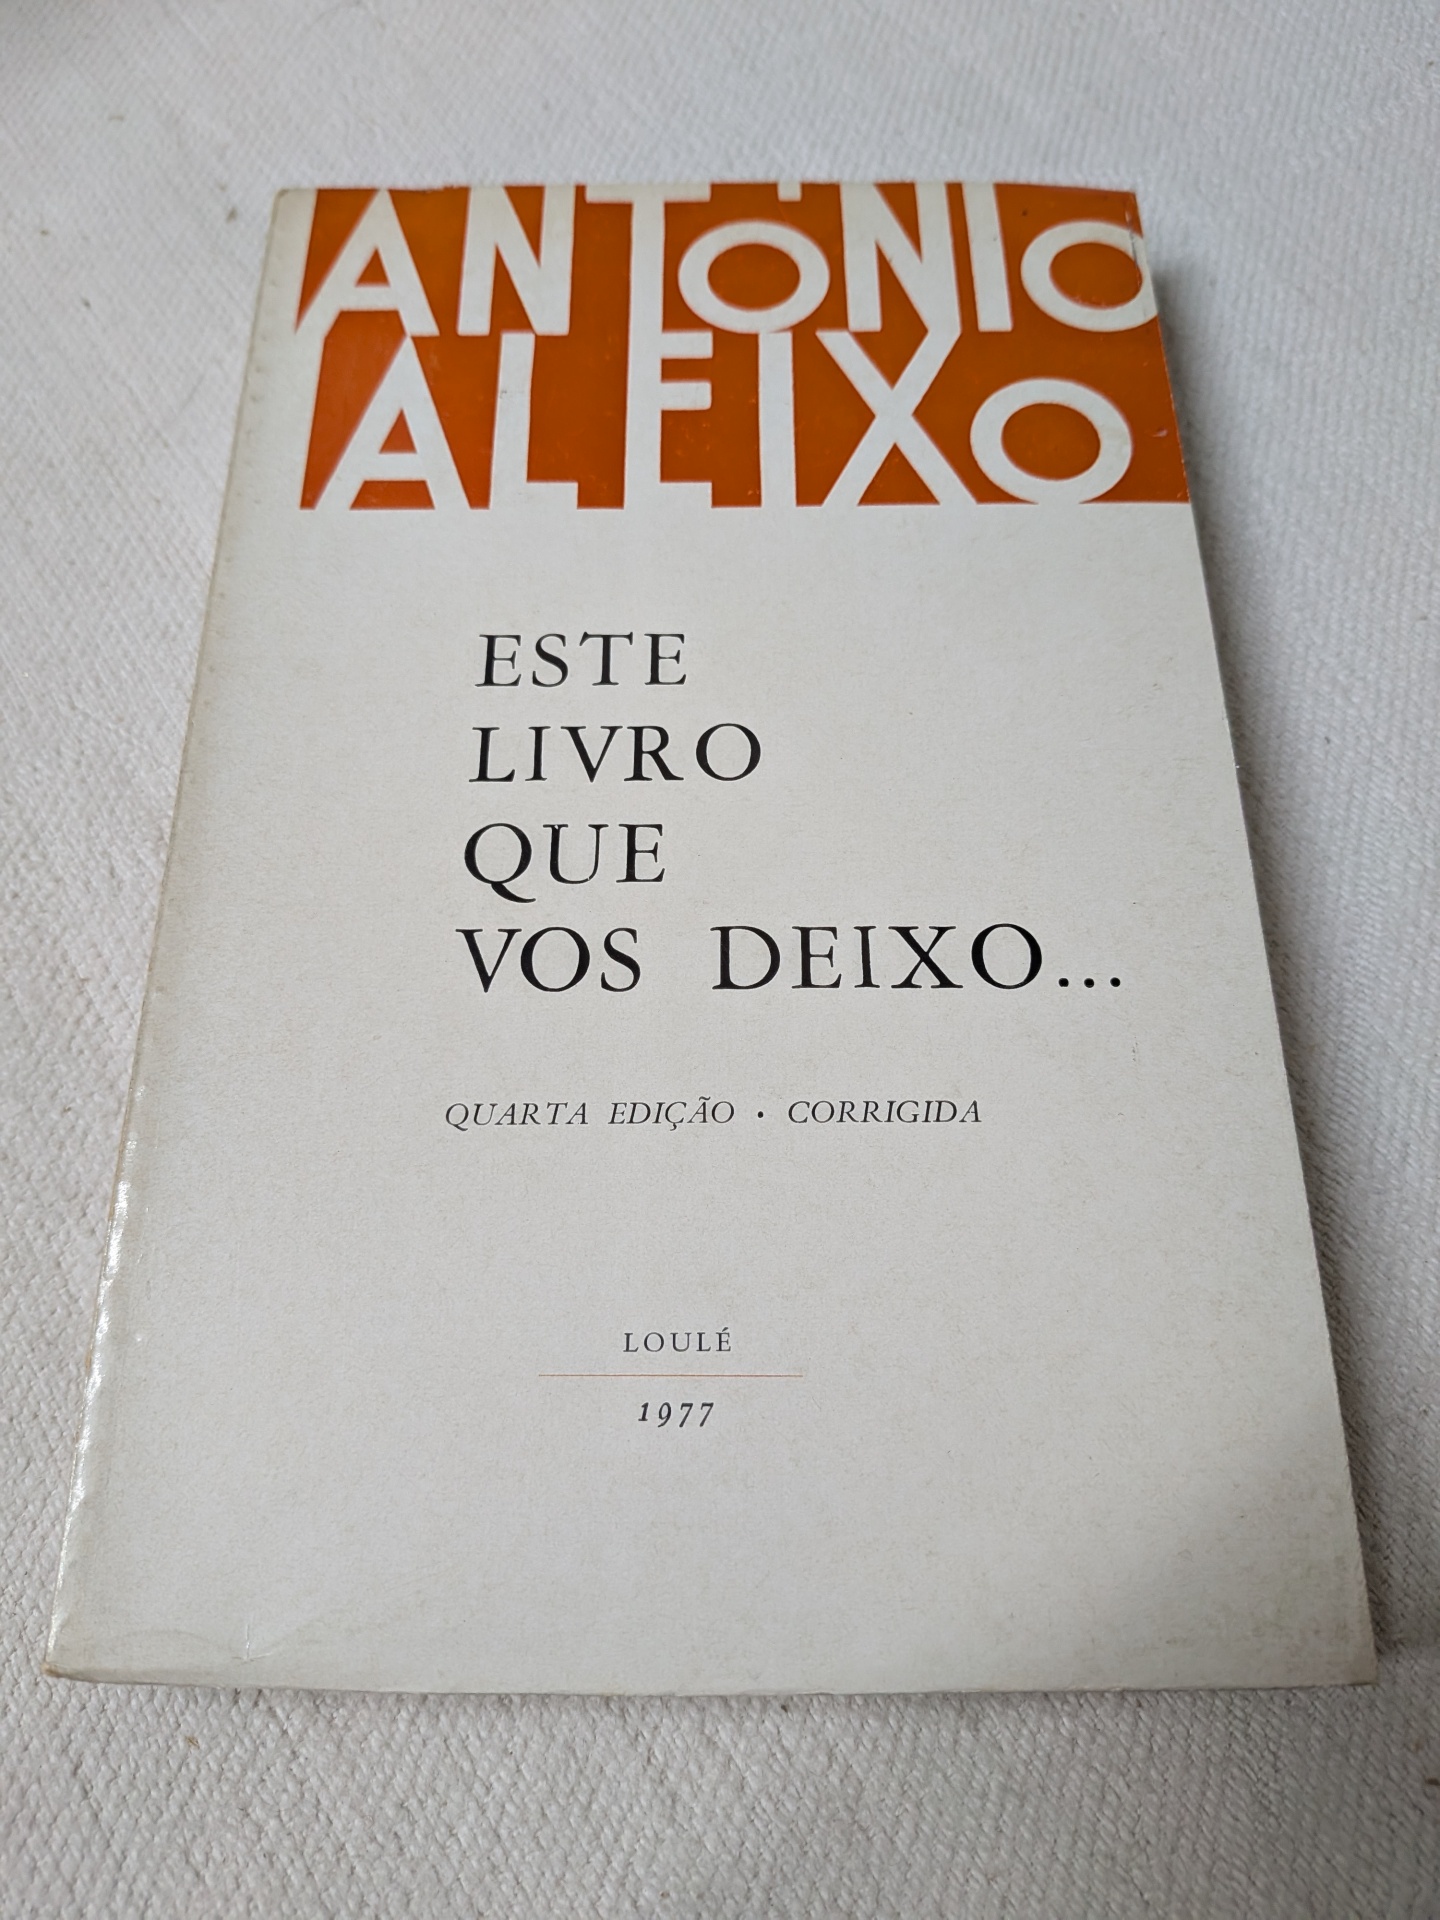 ANTÓNIO
ALEIXO
ESTE
LIVRO
QUE
VOS DEIXO...
QUARTA EDIÇÃO • CORRIGIDA
LOULÉ
1977